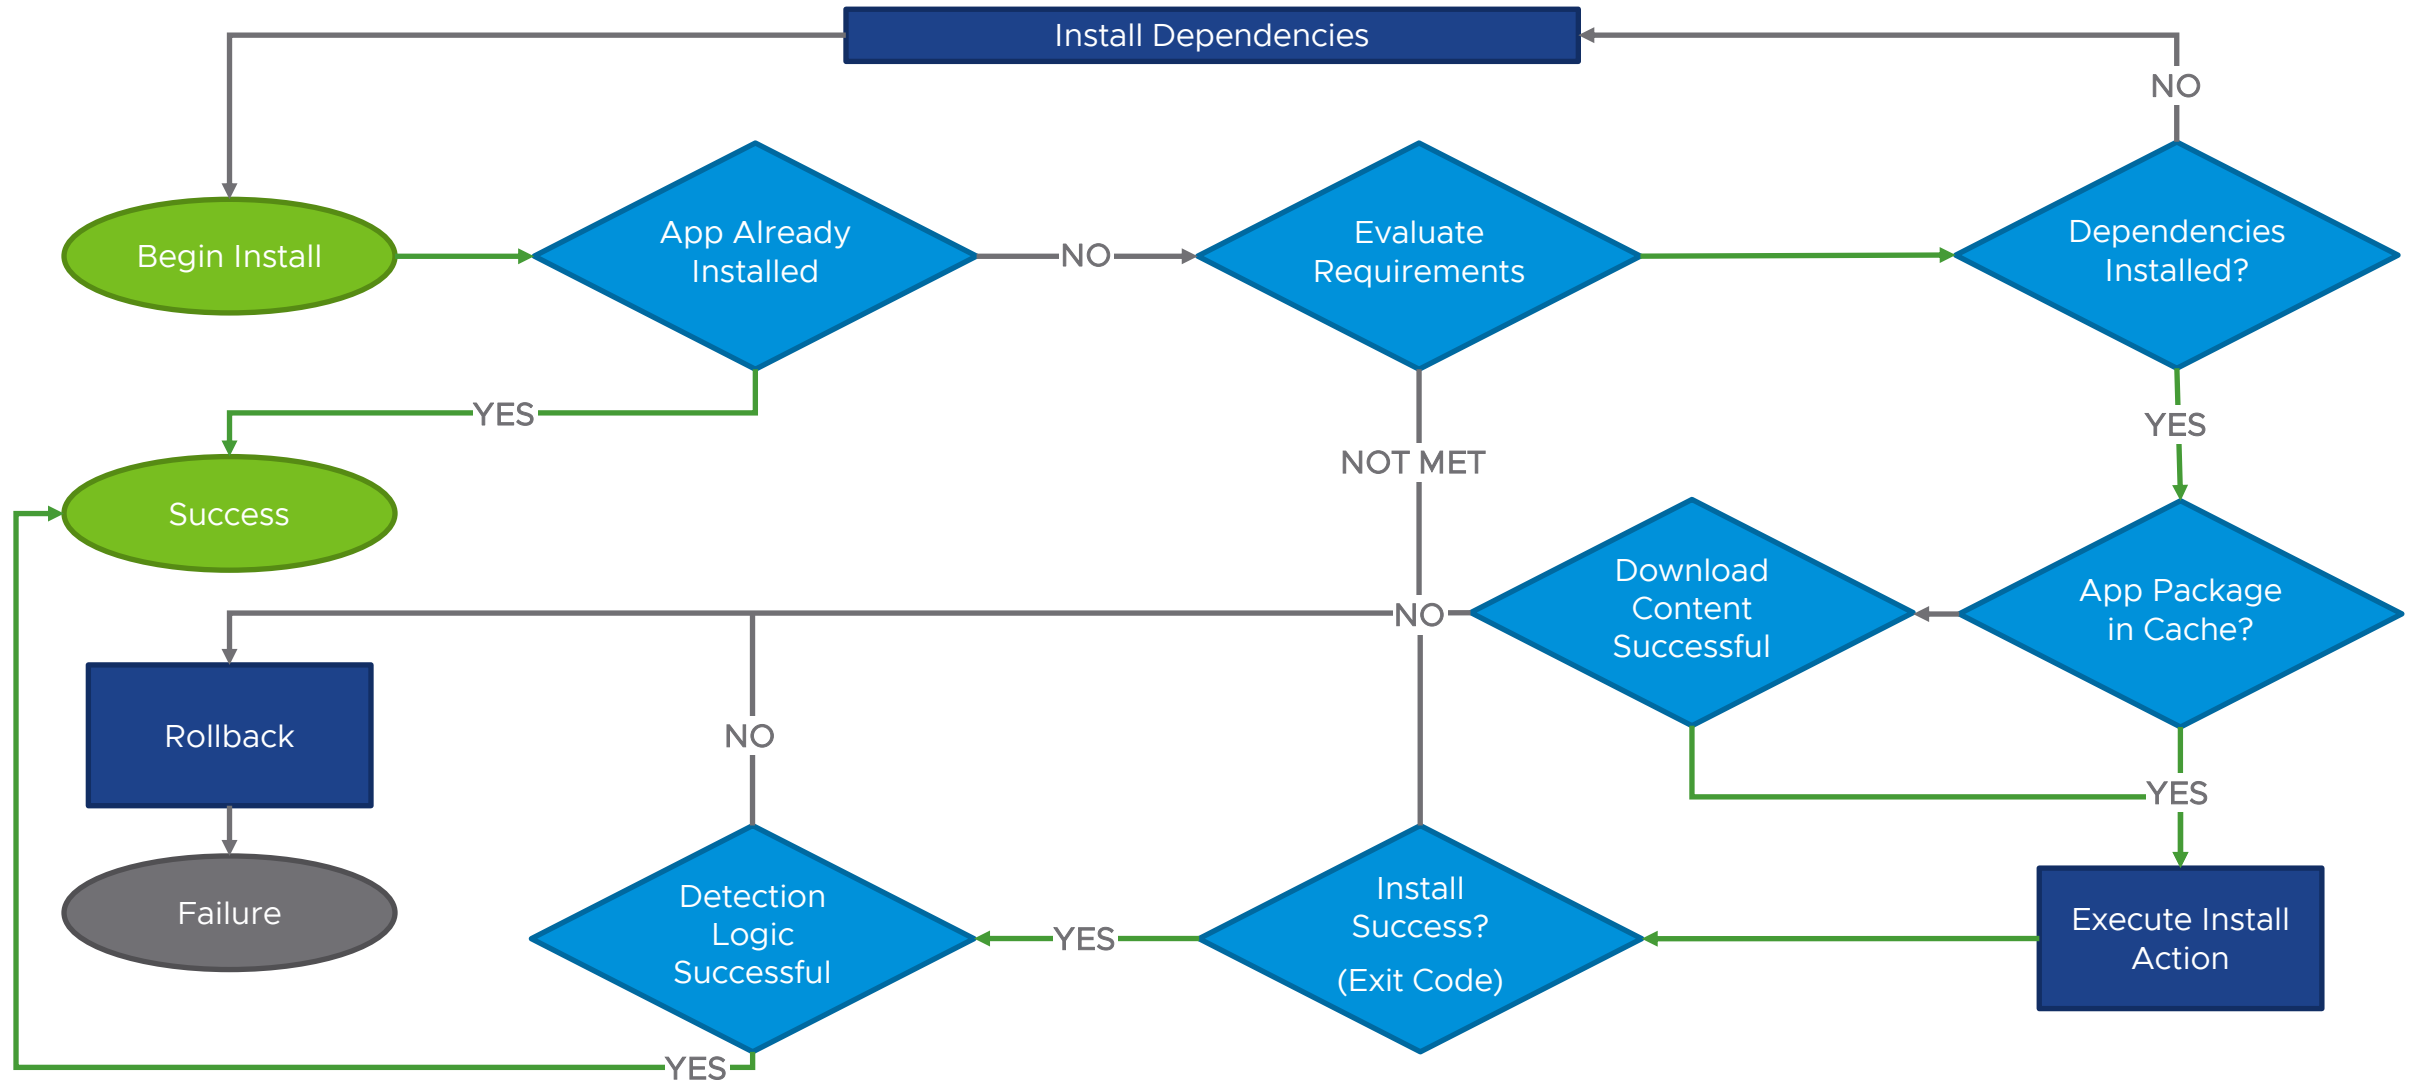 Install Dependencies
NO
Begin Install
App Already
Installed
NO
Evaluate
Requirements
Dependencies
Installed?
YES
NOT MET
YES
Success
Download
Content
Successful
App Package
in Cache?
NO
Rollback
NO
YES
Failure
Detection
Logic
Successful
YES
Install
Success?
(Exit Code)
Execute Install
Action
YES